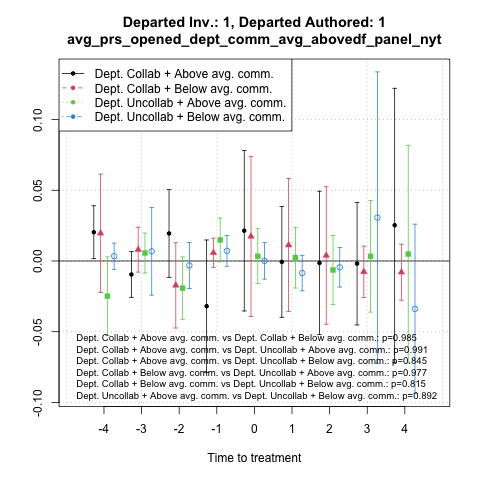 Departed Inv.: 1, Departed Authored: 1
avg_prs_opened_dept_comm_avg_abovedf_panel_nyt
Dept. Collab + Above avg. comm.
Dept. Collab + Below avg. comm.
Dept. Uncollab + Above avg. comm.
Dept. Uncollab + Below avg. comm.
0.10
0.05
0.00
-0.05
-0.10
Dept. Collab + Above avg. comm. vs Dept. Collab + Below avg. comm.: p=0.985
Dept. Collab + Above avg. comm. vs Dept. Uncollab + Above avg. comm.: p=0.991
Dept. Collab + Above avg. comm. vs Dept. Uncollab + Below avg. comm.: p=0.845
Dept. Collab + Below avg. comm. vs Dept. Uncollab + Above avg. comm.: p=0.977
Dept. Collab + Below avg. comm. vs Dept. Uncollab + Below avg. comm.: p=0.815
Dept. Uncollab + Above avg. comm. vs Dept. Uncollab + Below avg. comm.: p=0.892
-4 -3 -2 -1 0 1 2 3 4
Time to treatment